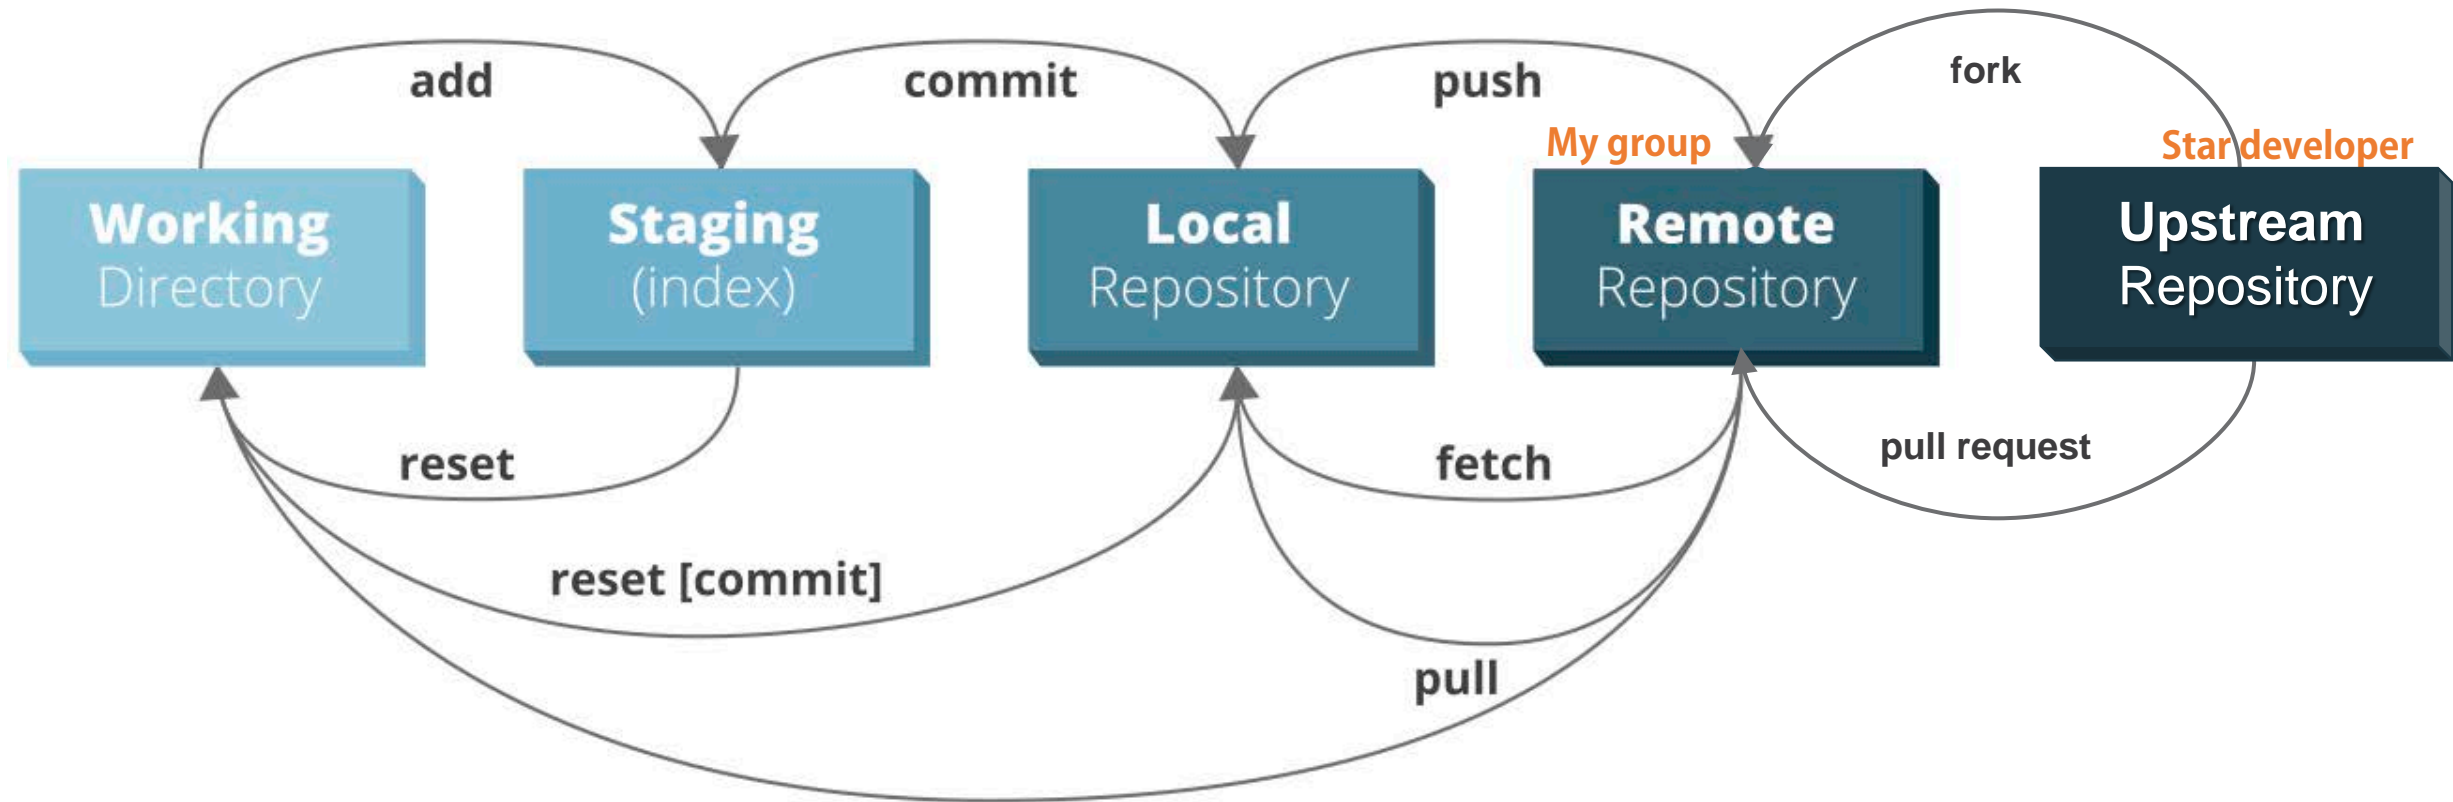 add
commit
push
fork
My group
Star developer
Working
Directory
Staging
(index)
Local
Repository
Remote
Repository
Upstream
Repository
reset
fetch
pull request
reset [commit]
pull